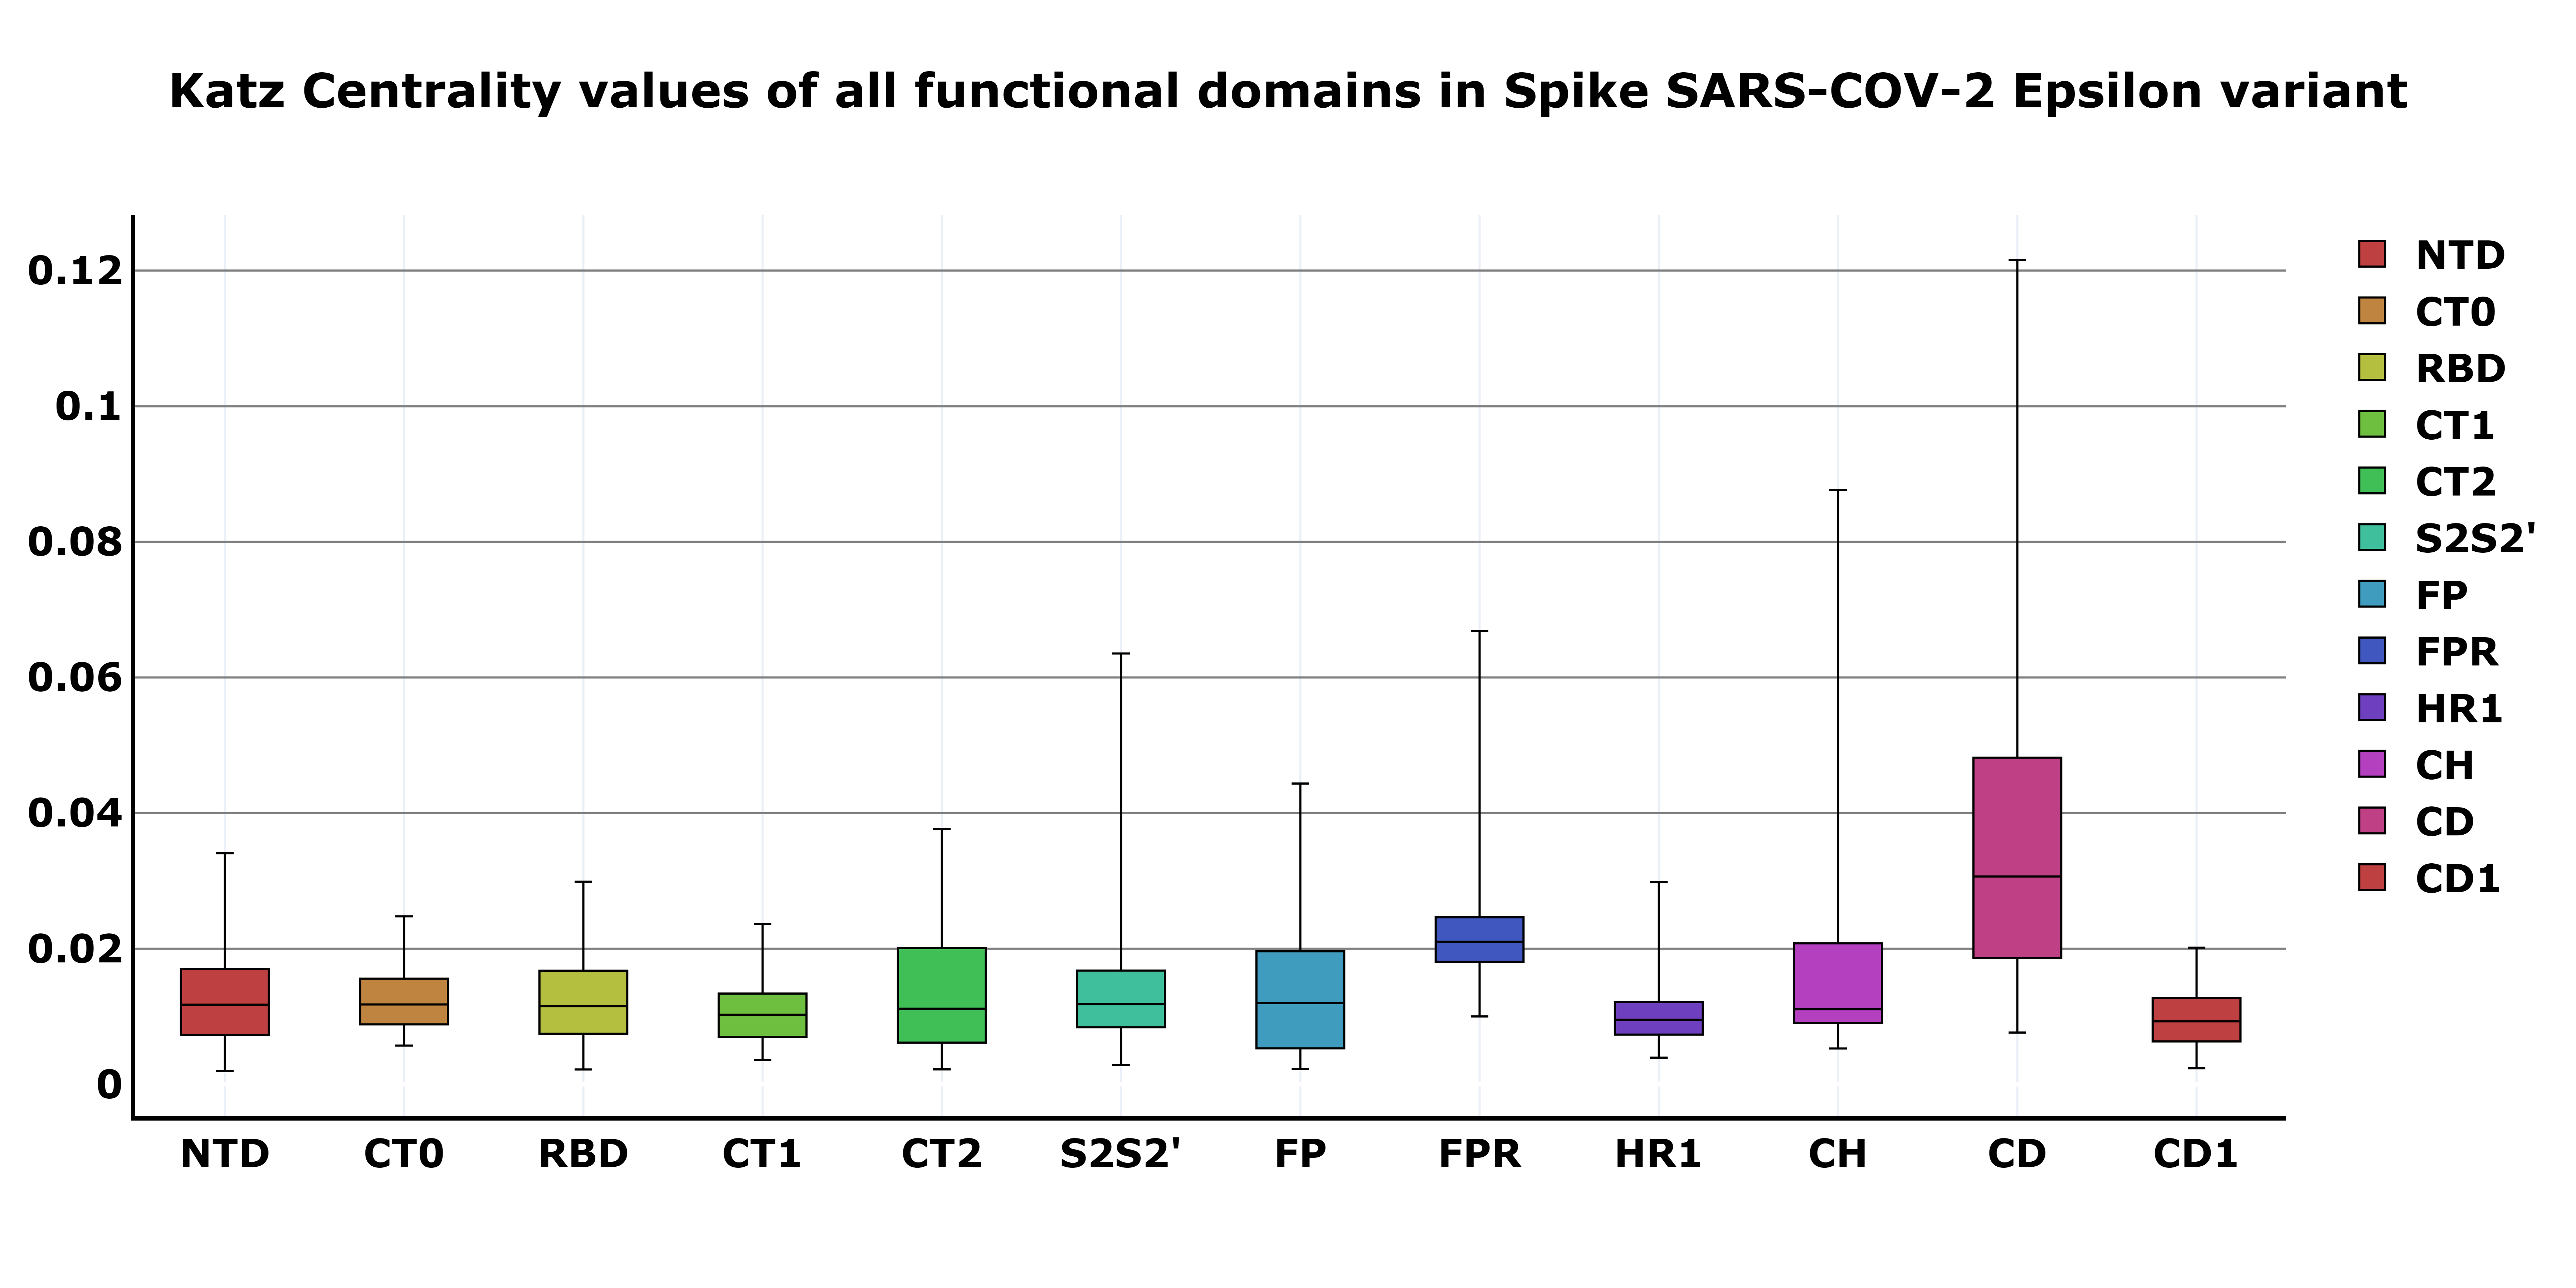 Katz Centrality values of all functional domains in Spike SARS-COV-2 Epsilon variant
0.12
0.1
0.08
0.06
0.04
0.02
0
NTD CT0 RBD CT1 CT2 S2S2' FP FPR HR1 CH CD CD1
NTD
CT0
RBD
CT1
CT2
S2S2'
FP
FPR
HR1
CH
CD
CD1